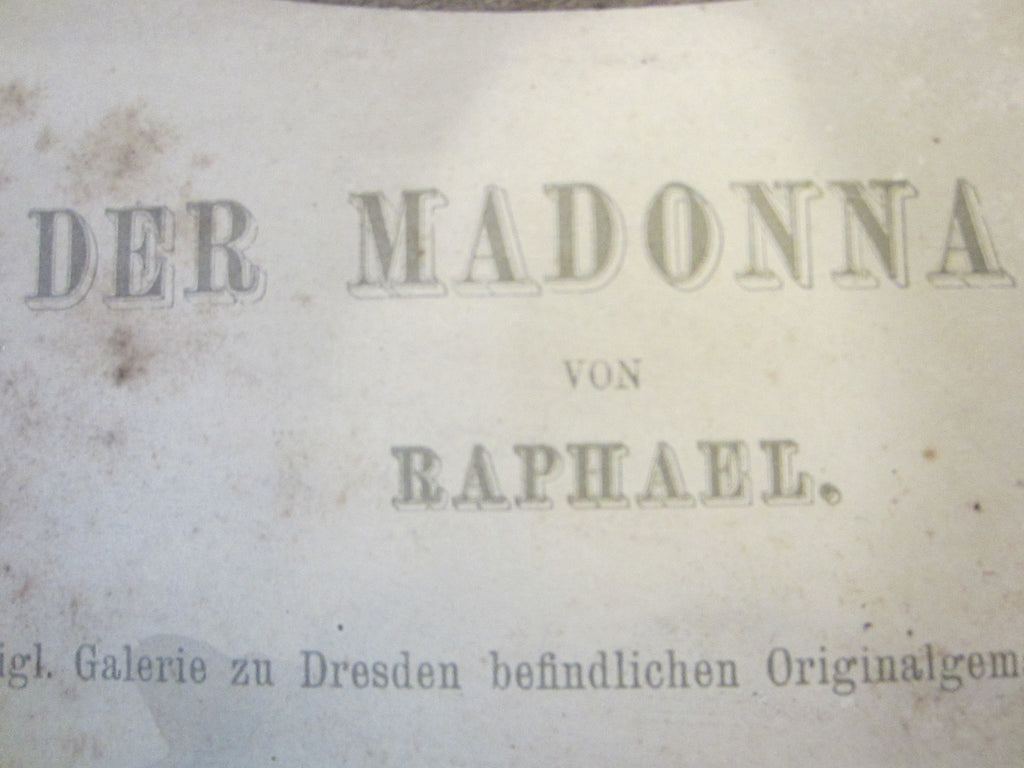 DER MADONNA
VON
RAPHAEL.
igl. Galerie zu Dresden befindlichen Originalgem